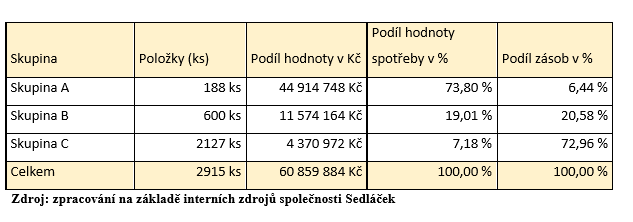 Skupina Položky (ks) Podíl hodnoty v Kč Podíl hodnoty spotřeby v % Podíl zásob v %
Skupina A 188 ks 44 914 748 Kč 73,80 % 6,44 %
Skupina B 600 ks 11 574 164 Kč 19,01 % 20,58 %
Skupina C 2127 ks 4 370 972 Kč 7,18 % 72,96 %
Celkem 2915 ks 60 859 884 Kč 100,00 % 100,00 %
Zdroj: zpracování na základě interních zdrojů společnosti Sedláček